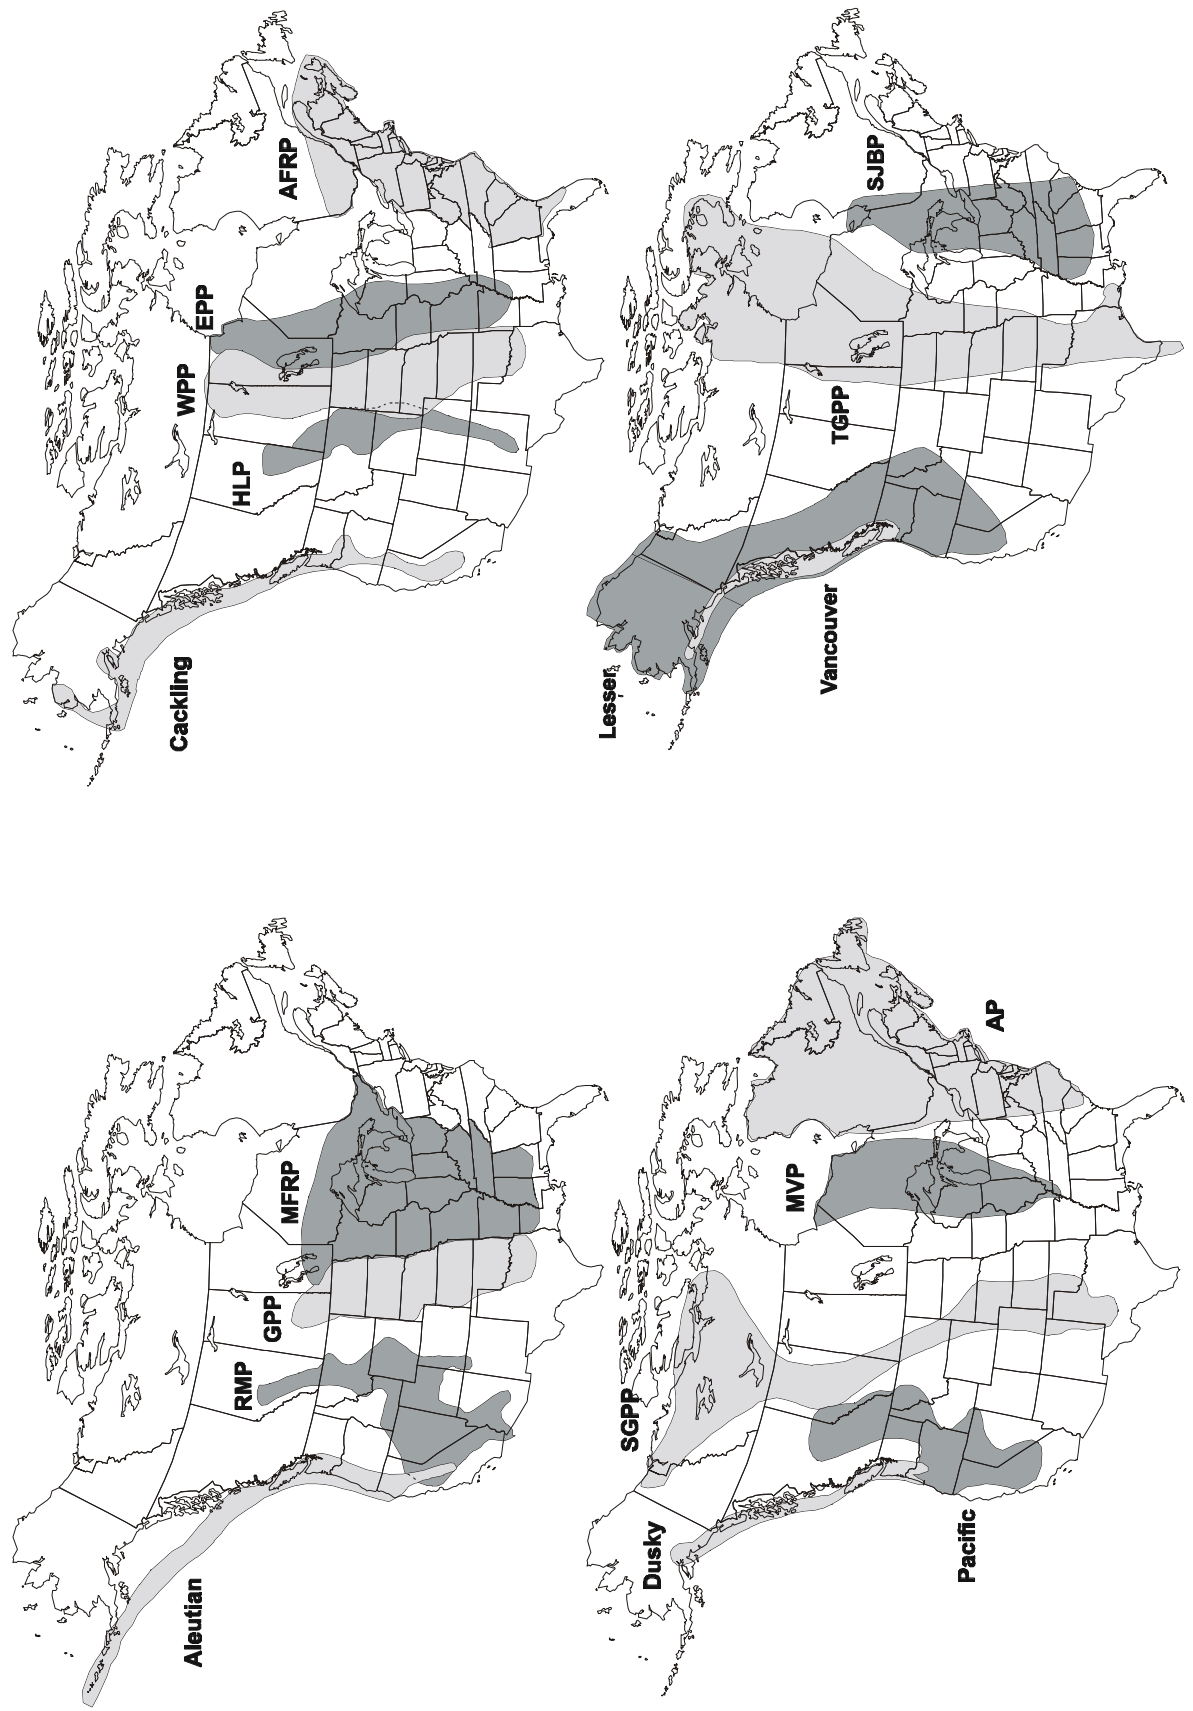 Aleutian
RMP
GPP
MFRP
Cackling
HLP
WPP
EPP
AFRP
Dusky
Pacific
SGPP
MVP
AP
Lesser
Vancouver
TGPP
SJBP